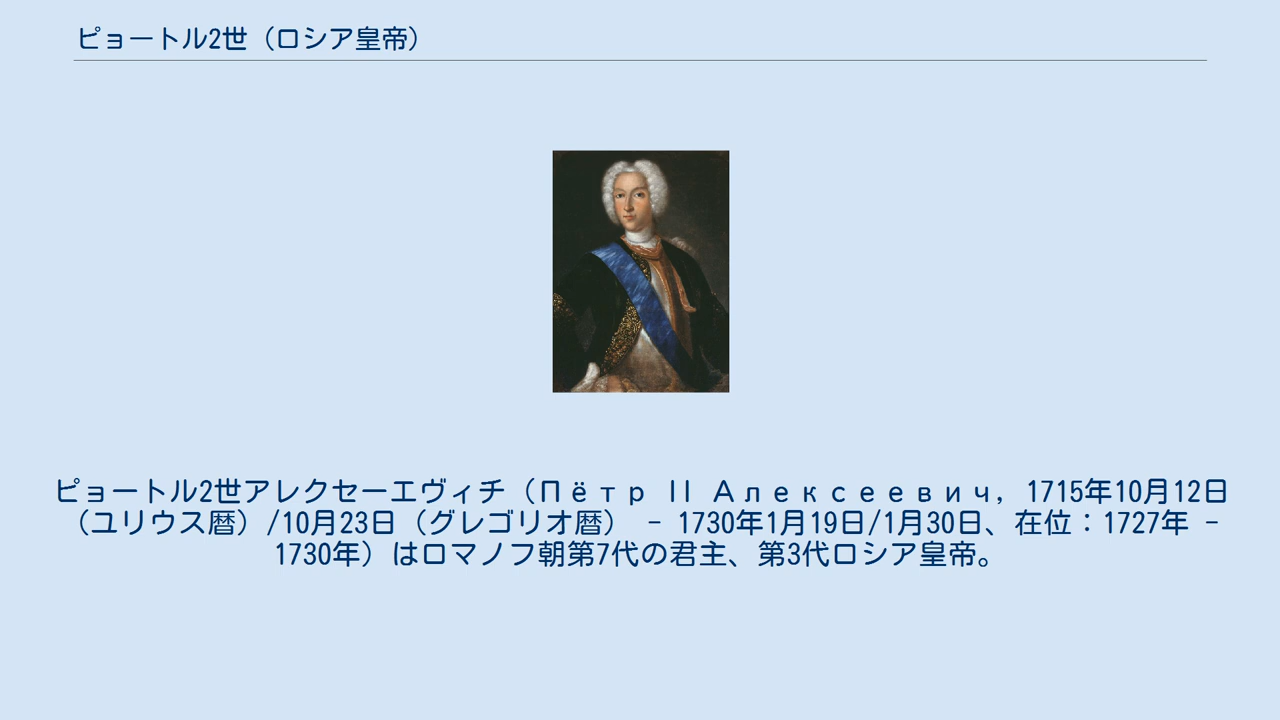 ピョートル2世（ロシア皇帝）
ピョートル2世アレクセーエヴィチ（Пётр II Алексеевич, 1715年10月12日
（ユリウス暦）/10月23日（グレゴリオ暦） - 1730年1月19日/1月30日、在位：1727年 -
1730年）はロマノフ朝第7代の君主、第3代ロシア皇帝。